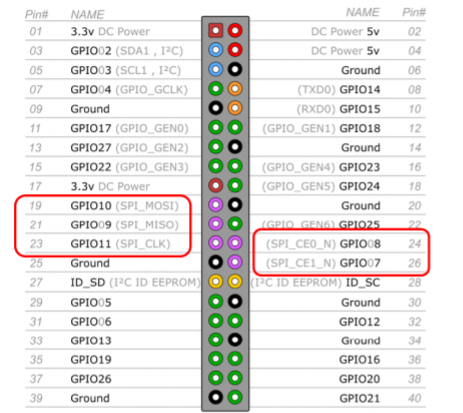 Pin# NAME NAME Pin#
01 3.3v DC Power DC Power 5v 02
03 GPIO02 (SDA1 , I²C) DC Power 5v 04
05 GPIO03 (SCL1 , I²C) Ground 06
07 GPIO04 (GPIO_GCLK) (TXD0) GPIO14 08
09 Ground (RXD0) GPIO15 10
11 GPIO17 (GPIO_GEN0) (GPIO_GEN1) GPIO18 12
13 GPIO27 (GPIO_GEN2) Ground 14
15 GPIO22 (GPIO_GEN3) (GPIO_GEN4) GPIO23 16
17 3.3v DC Power (GPIO_GEN5) GPIO24 18
19 GPIO10 (SPI_MOSI) Ground 20
21 GPIO09 (SPI_MISO) (GPIO_GEN6) GPIO25 22
23 GPIO11 (SPI_CLK) (SPI_CE0_N) GPIO08 24
25 Ground (SPI_CE1_N) GPIO07 26
27 ID_SD (I²C ID EEPROM) (I²C ID EEPROM) ID_SC 28
29 GPIO05 Ground 30
31 GPIO06 GPIO12 32
33 GPIO13 Ground 34
35 GPIO19 GPIO16 36
37 GPIO26 GPIO20 38
39 Ground GPIO21 40